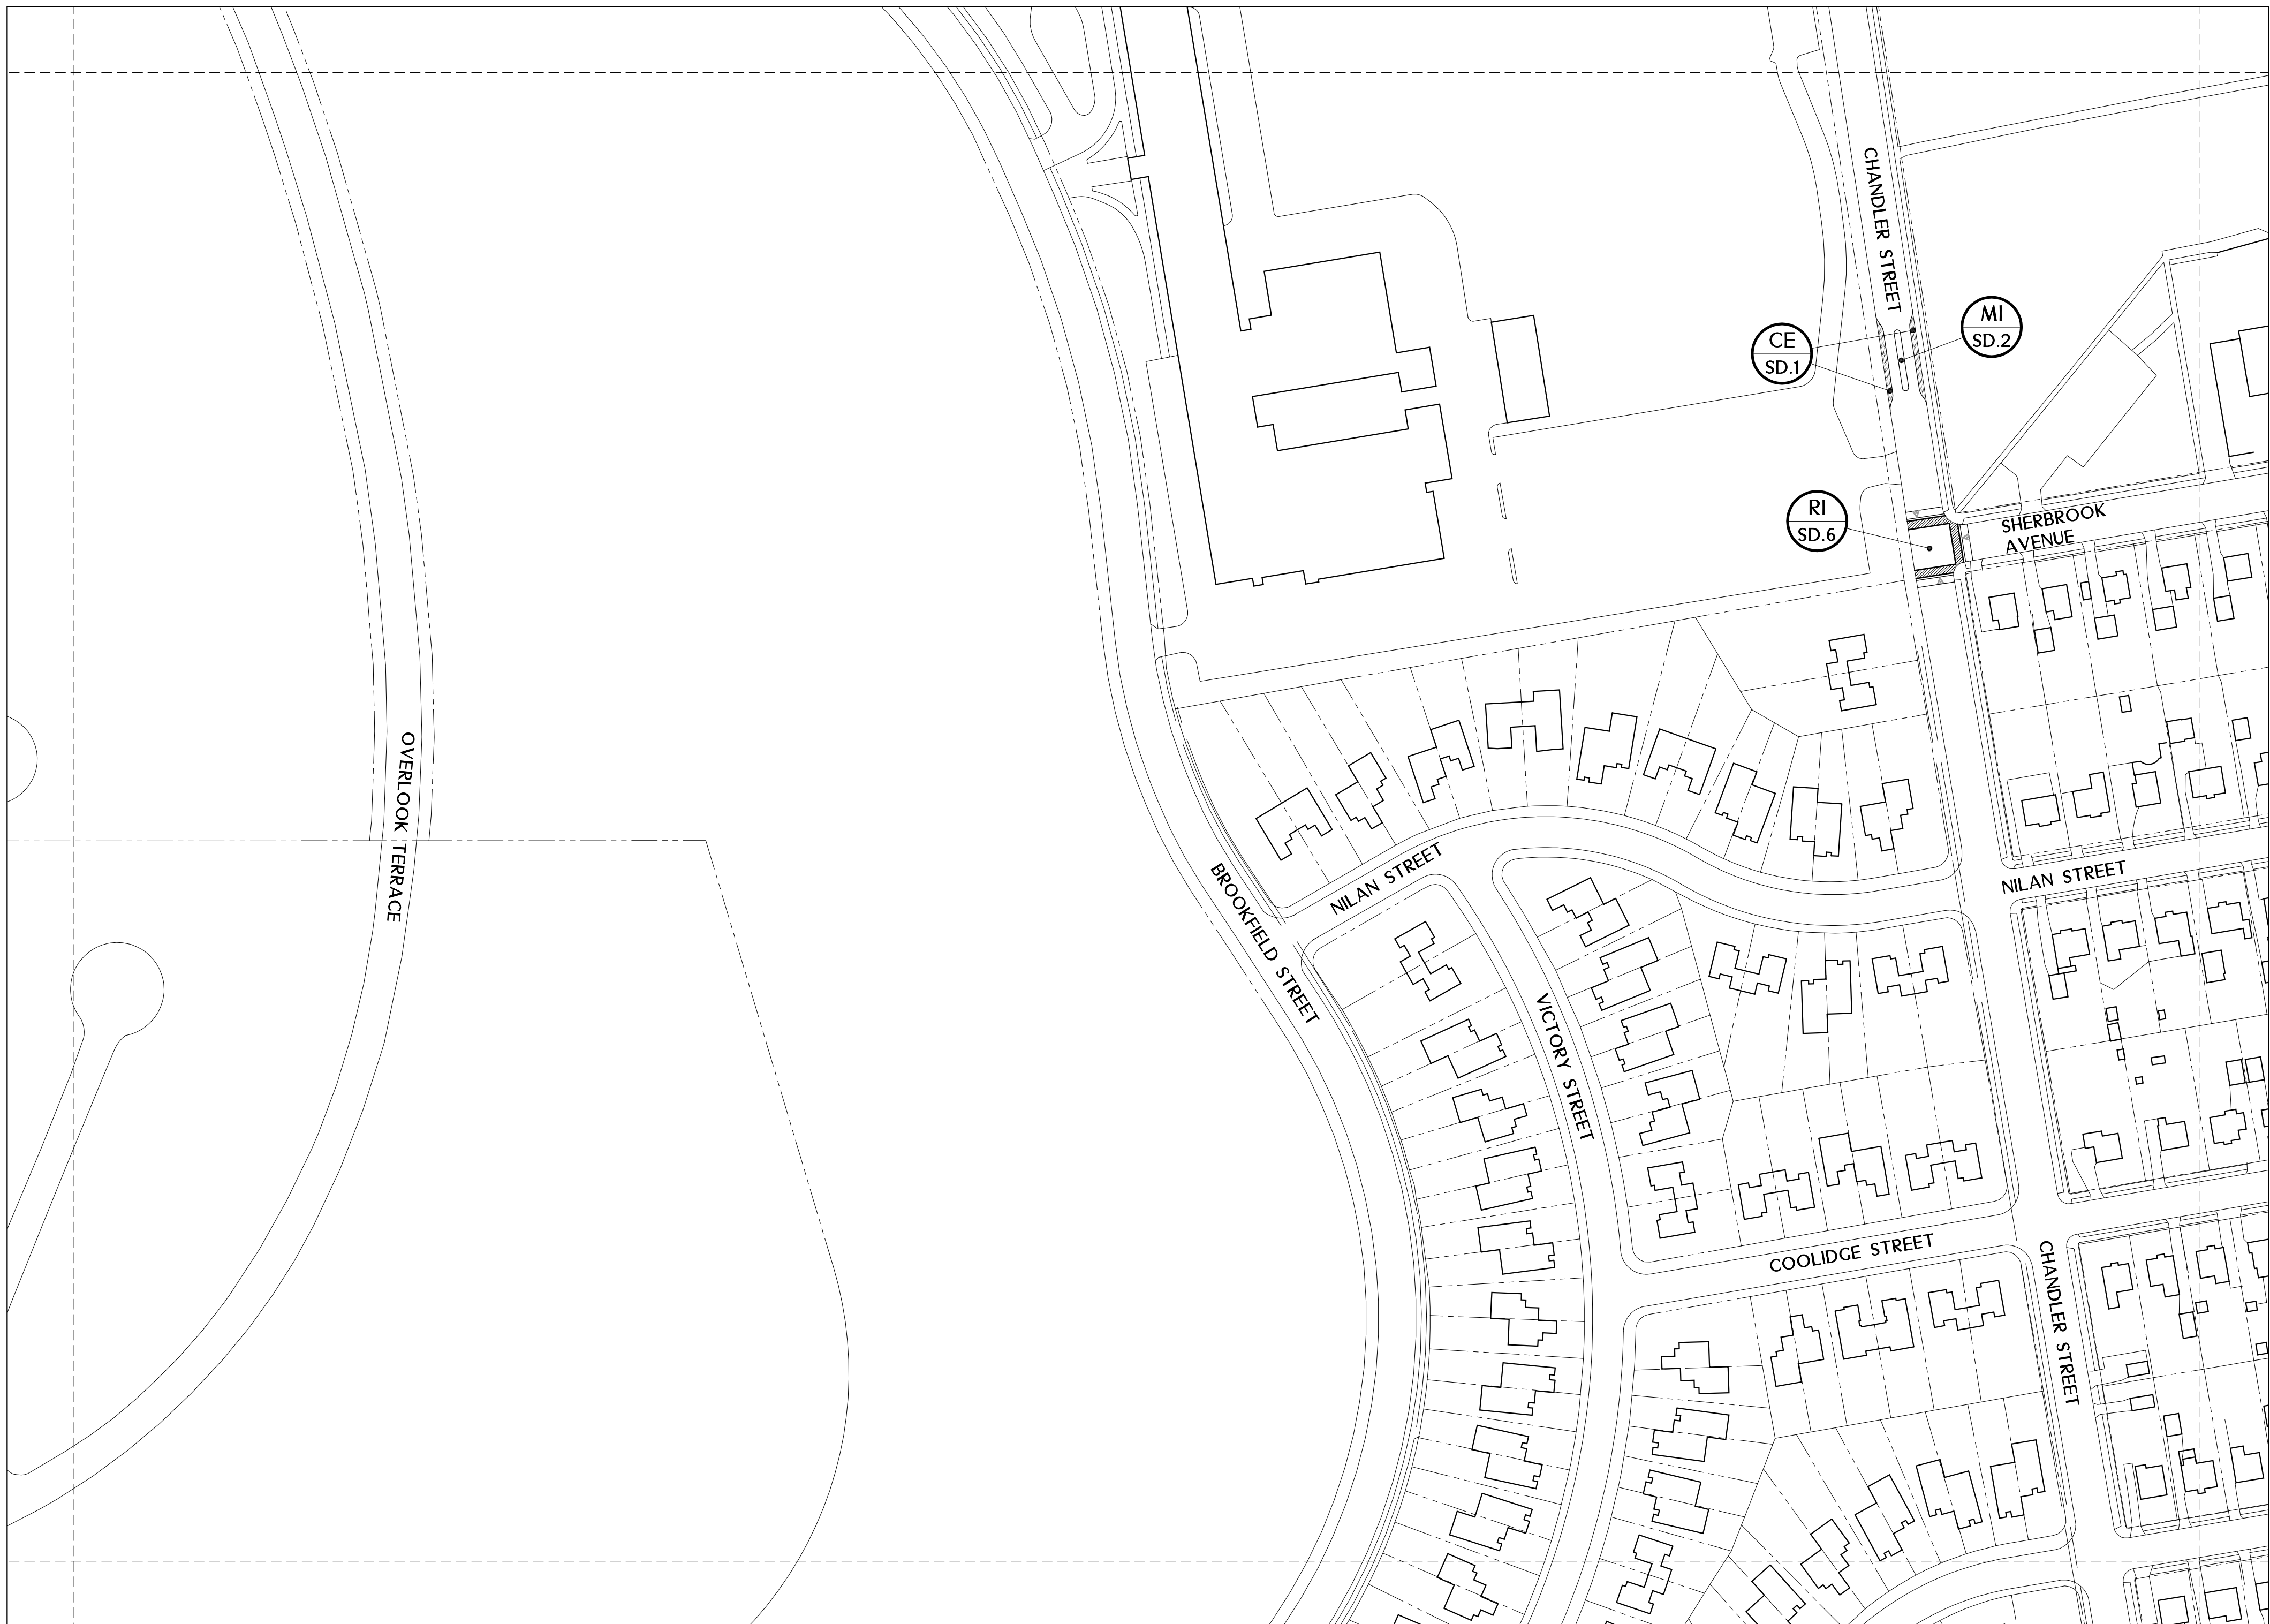 CHANDLER STREET
MI
SD.2
CE
SD.1
RI
SD.6
SHERBROOK
AVENUE
OVERLOOK TERRACE
BROOKFIELD STREET
NILAN STREET
NILAN STREET
VICTORY STREET
COOLIDGE STREET
CHANDLER STREET